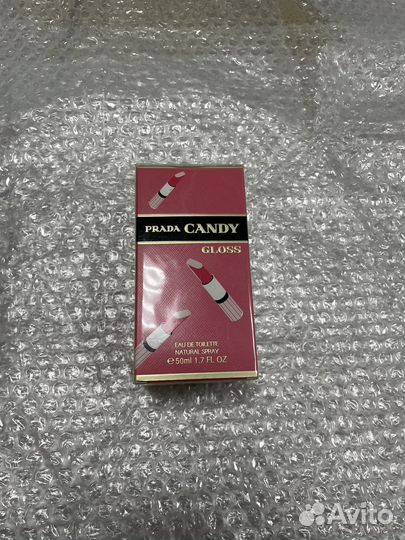 PRADA CANDY
GLOSS
EAU DE TOILETTE
NATURAL SPRAY
℮50ml 1.7 FL OZ
Avito